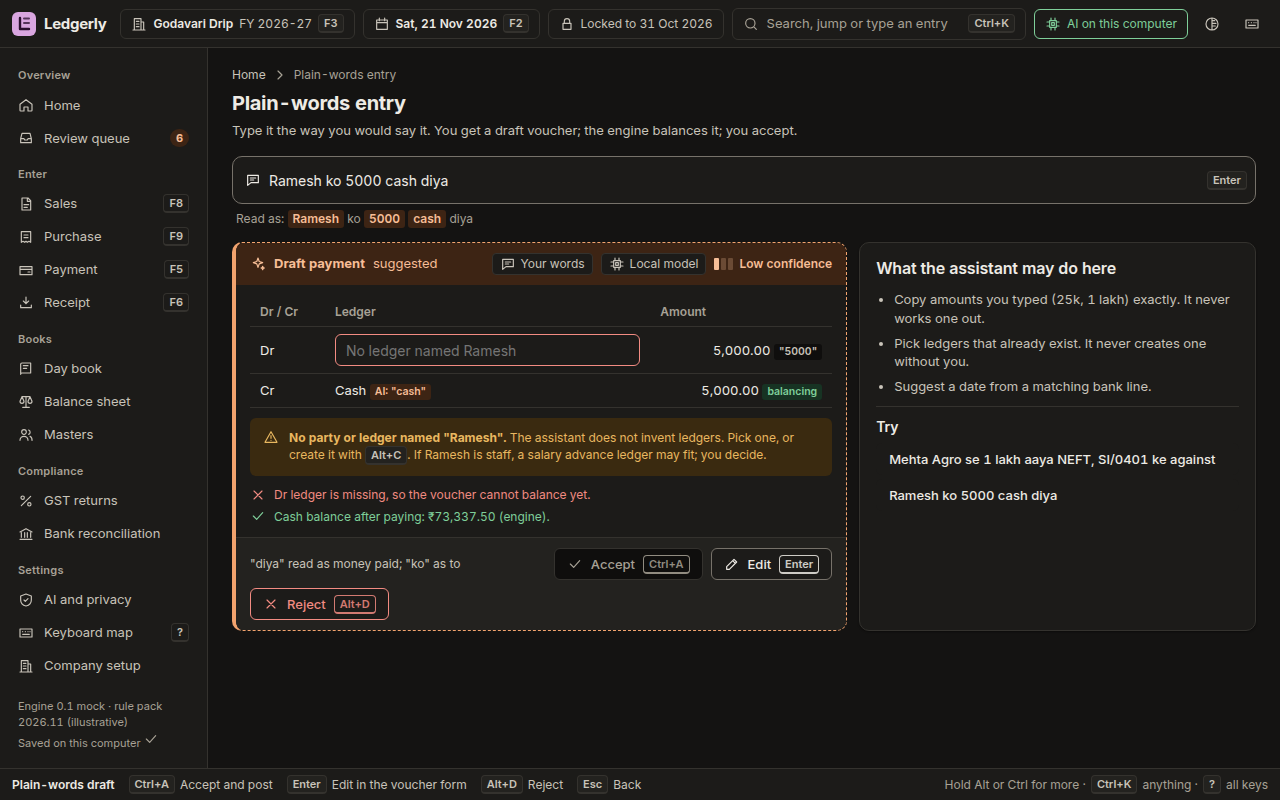 Ledgerly
Godavari Drip FY 2026-27 F3
Sat, 21 Nov 2026 F2
Locked to 31 Oct 2026
Search, jump or type an entry Ctrl+K
AI on this computer
Overview
Home
Review queue 6
Enter
Sales F8
Purchase F9
Payment F5
Receipt F6
Books
Day book
Balance sheet
Masters
Compliance
GST returns
Bank reconciliation
Settings
AI and privacy
Keyboard map ?
Company setup
Engine 0.1 mock · rule pack
2026.11 (illustrative)
Saved on this computer
Home > Plain-words entry
Plain-words entry
Type it the way you would say it. You get a draft voucher; the engine balances it; you accept.
Ramesh ko 5000 cash diya Enter
Read as: Ramesh ko 5000 cash diya
Draft payment suggested Your words Local model Low confidence
Dr / Cr Ledger Amount
Dr No ledger named Ramesh 5,000.00 "5000"
Cr Cash AI: "cash" 5,000.00 balancing
No party or ledger named "Ramesh". The assistant does not invent ledgers. Pick one, or
create it with Alt+C. If Ramesh is staff, a salary advance ledger may fit; you decide.
Dr ledger is missing, so the voucher cannot balance yet.
Cash balance after paying: ₹73,337.50 (engine).
"diya" read as money paid; "ko" as to Accept Ctrl+A Edit Enter
Reject Alt+D
What the assistant may do here
• Copy amounts you typed (25k, 1 lakh) exactly. It never
works one out.
• Pick ledgers that already exist. It never creates one
without you.
• Suggest a date from a matching bank line.
Try
Mehta Agro se 1 lakh aaya NEFT, SI/0401 ke against
Ramesh ko 5000 cash diya
Plain-words draft Ctrl+A Accept and post Enter Edit in the voucher form Alt+D Reject Esc Back
Hold Alt or Ctrl for more · Ctrl+K anything · ? all keys